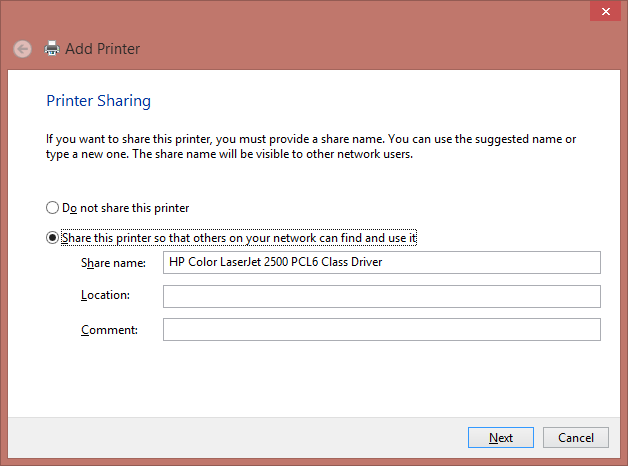 Add Printer
Printer Sharing
If you want to share this printer, you must provide a share name. You can use the suggested name or
type a new one. The share name will be visible to other network users.
Do not share this printer
Share this printer so that others on your network can find and use it
Share name: HP Color LaserJet 2500 PCL6 Class Driver
Location:
Comment:
Next Cancel